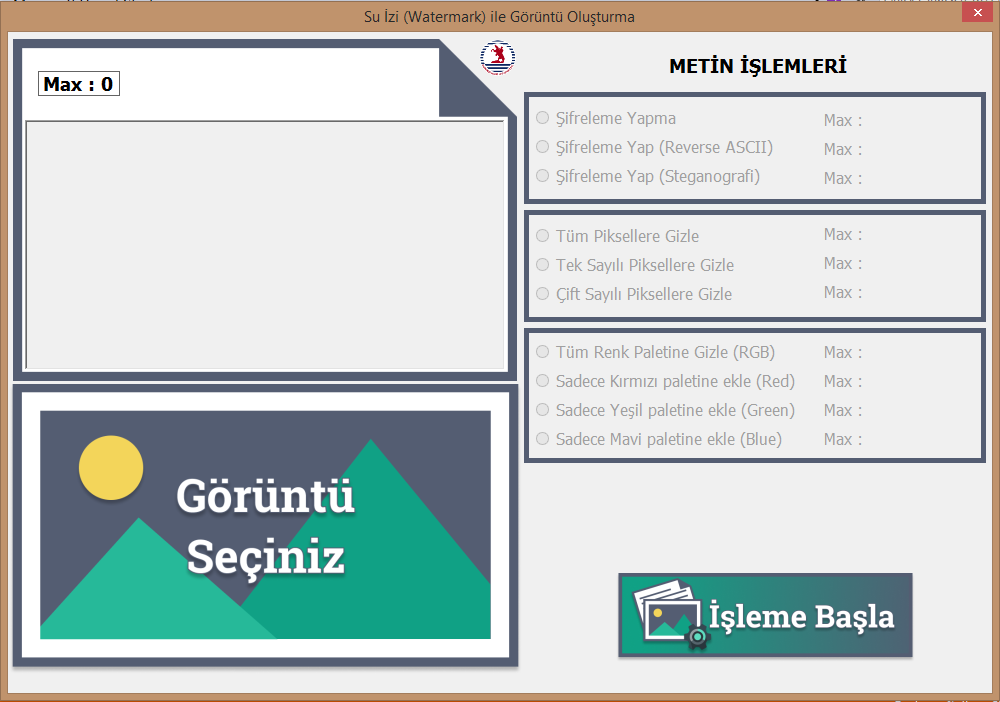 Su İzi (Watermark) ile Görüntü Oluşturma
Max : 0
METİN İŞLEMLERİ
Şifreleme Yapma Max :
Şifreleme Yap (Reverse ASCII) Max :
Şifreleme Yap (Steganografi) Max :
Tüm Piksellere Gizle Max :
Tek Sayılı Piksellere Gizle Max :
Çift Sayılı Piksellere Gizle Max :
Tüm Renk Paletine Gizle (RGB) Max :
Sadece Kırmızı paletine ekle (Red) Max :
Sadece Yeşil paletine ekle (Green) Max :
Sadece Mavi paletine ekle (Blue) Max :
Görüntü
Seçiniz
İşleme Başla